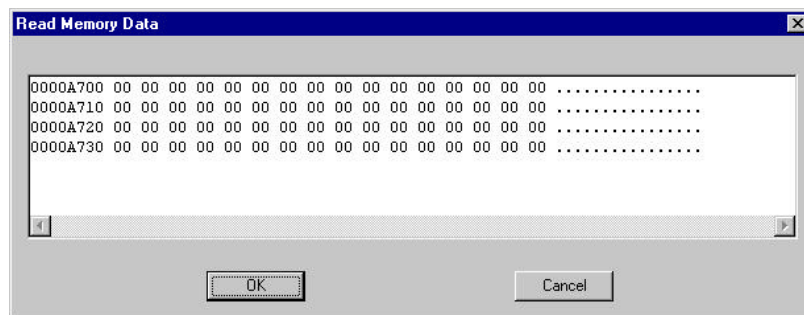 Read Memory Data
0000A700 00 00 00 00 00 00 00 00 00 00 00 00 00 00 00 00 ................
0000A710 00 00 00 00 00 00 00 00 00 00 00 00 00 00 00 00 ................
0000A720 00 00 00 00 00 00 00 00 00 00 00 00 00 00 00 00 ................
0000A730 00 00 00 00 00 00 00 00 00 00 00 00 00 00 00 00 ................
OK Cancel